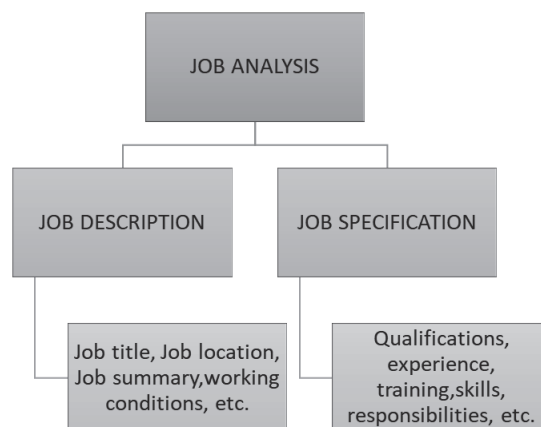 JOB ANALYSIS
JOB DESCRIPTION
JOB SPECIFICATION
Job title, Job location,
Job summary,working
conditions, etc.
Qualifications,
experience,
training,skills,
responsibilities, etc.